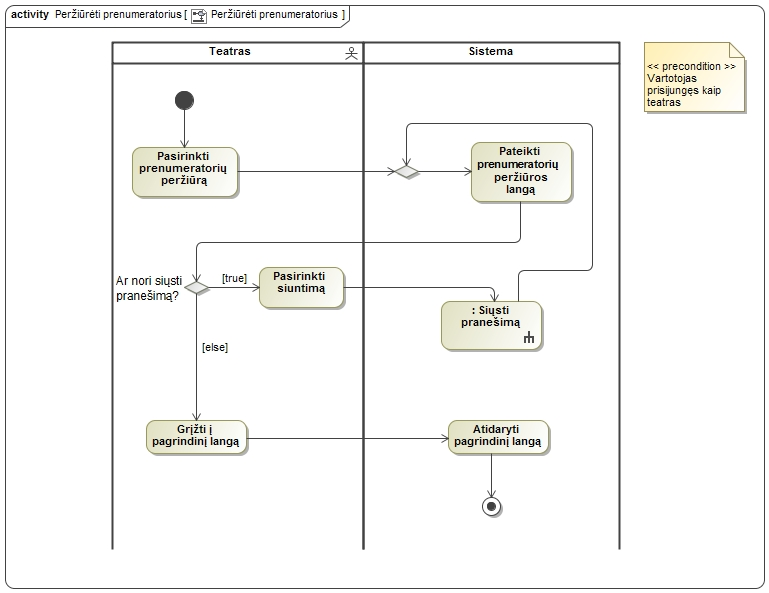 activity Peržiūrėti prenumeratorius [ Peržiūrėti prenumeratorius ]
Teatras
Sistema
<< precondition >>
Vartotojas
prisijungęs kaip
teatras
Pasirinkti
prenumeratorių
peržiūrą
Pateikti
prenumeratorių
peržiūros
langą
Ar nori siųsti
pranešimą?
[true]
Pasirinkti
siuntimą
: Siųsti
pranešimą
[else]
Grįžti į
pagrindinį langą
Atidaryti
pagrindinį langą